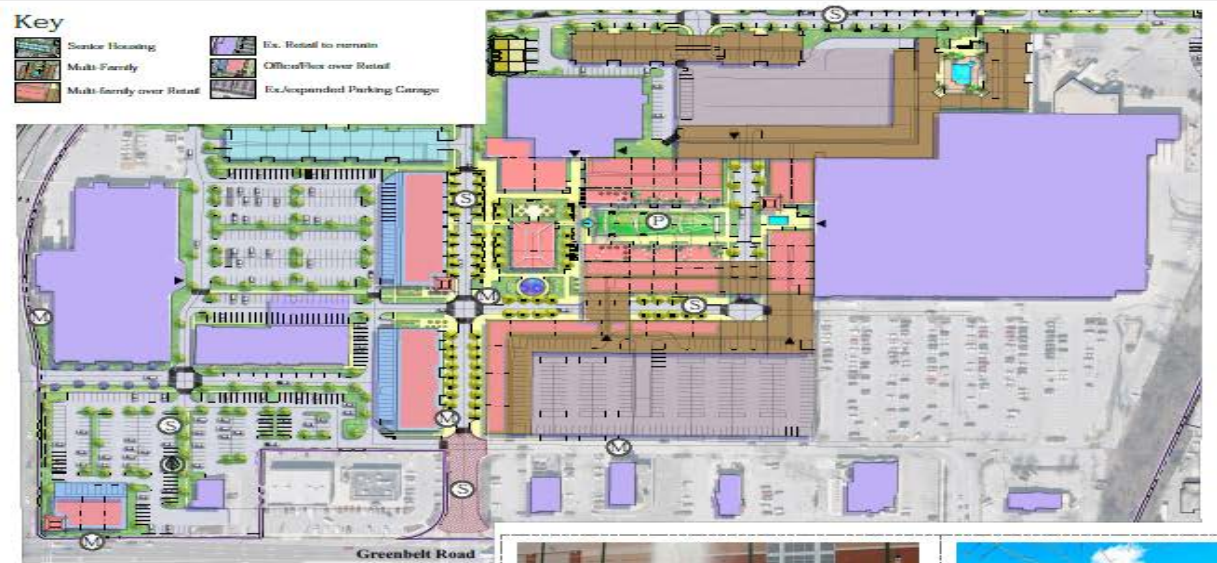 Key
Senior Housing
Ex. Retail to remain
Multi-Family
Office/Flex over Retail
Multi-family over Retail
Ex./expanded Parking Garage
S
S
P
M
S
M
M
S
M
S
M
Greenbelt Road